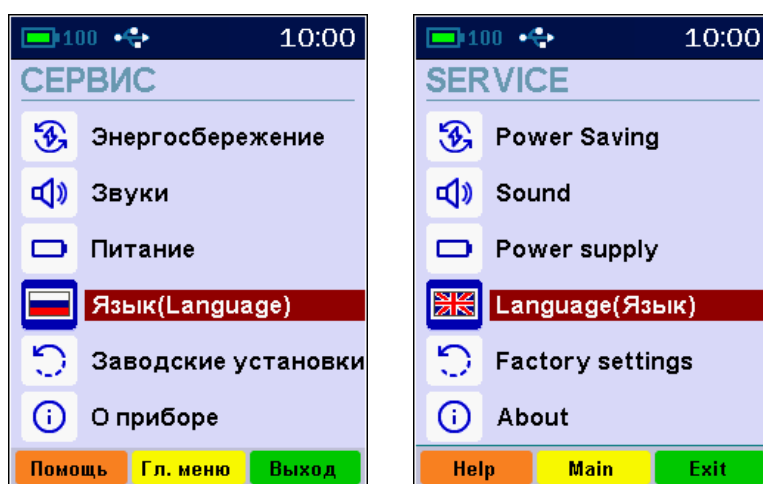 100 10:00
СЕРВИС
Энергосбережение
Звуки
Питание
Язык(Language)
Заводские установки
О приборе
Помощь Гл. меню Выход
100 10:00
SERVICE
Power Saving
Sound
Power supply
Language(Язык)
Factory settings
About
Help Main Exit